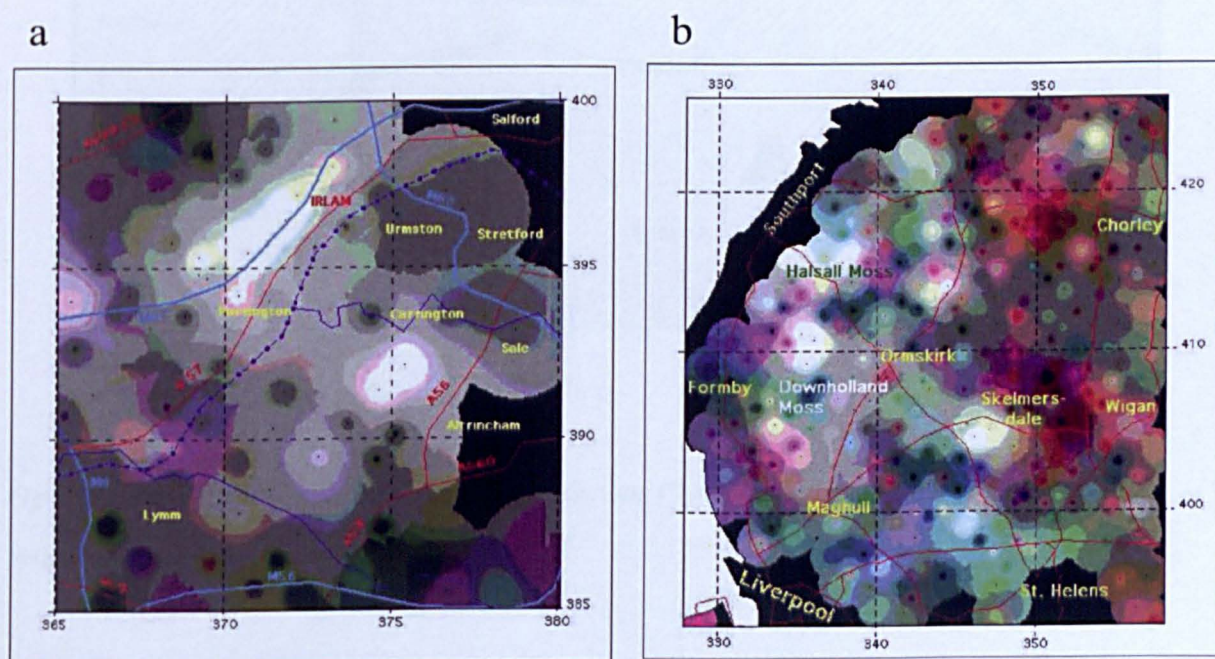 a
400
Salford
IRLAM
Urmston
Stretford
395
Carrington
Sale
A57
A56
Altrincham
390
Lymm
M56
385
365
370
375
380
b
330
340
350
Southport
420
Chorley
Halsall Moss
410
Ormskirk
Formby
Downholland
Moss
Skelmers-
dale
Wigan
Maghull
400
Liverpool
St. Helens
330
340
350